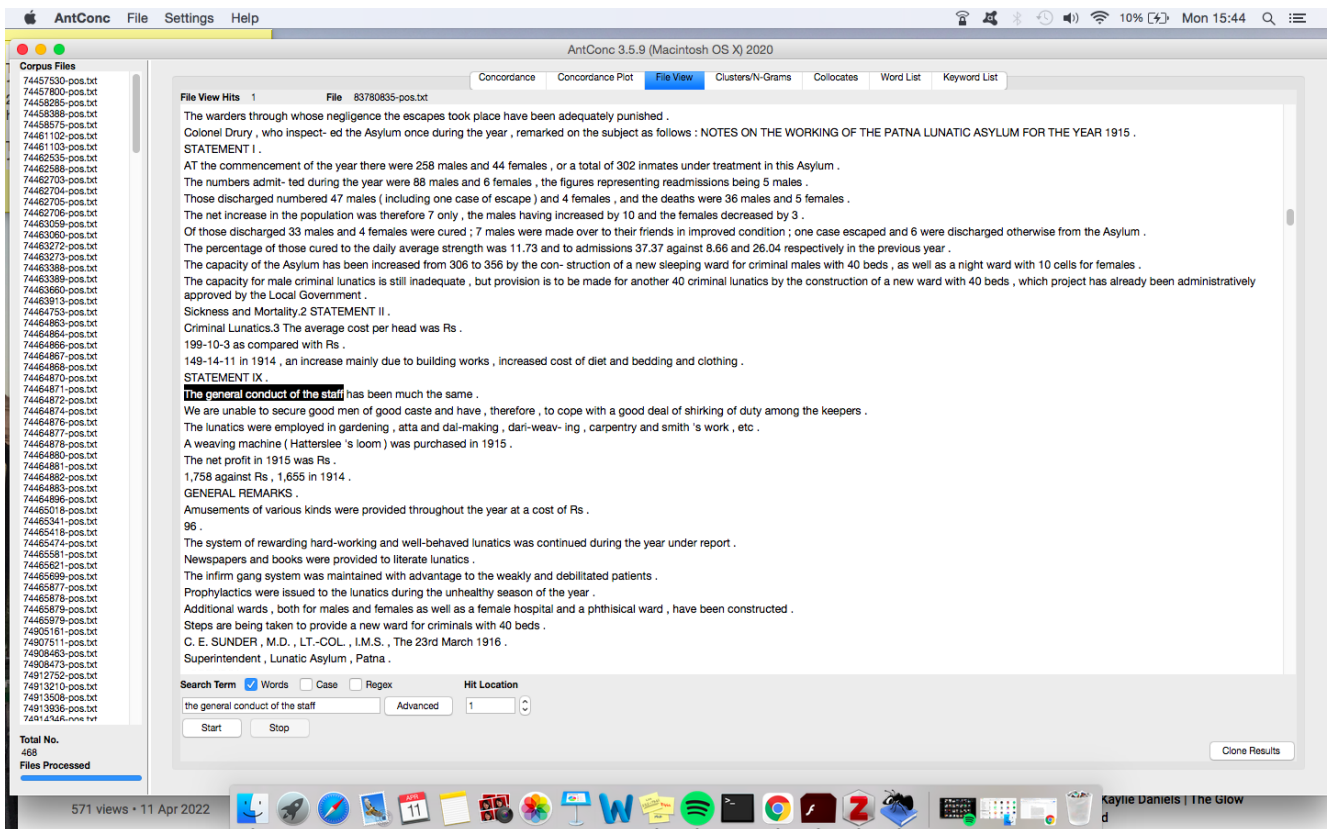 AntConc File Settings Help 10% Mon 15:44
AntConc 3.5.9 (Macintosh OS X) 2020
Corpus Files
74457530-pos.txt
74457800-pos.txt
74458285-pos.txt
74458388-pos.txt
74458575-pos.txt
74461102-pos.txt
74461103-pos.txt
74462535-pos.txt
74462588-pos.txt
74462703-pos.txt
74462704-pos.txt
74462705-pos.txt
74462706-pos.txt
74463059-pos.txt
74463060-pos.txt
74463272-pos.txt
74463273-pos.txt
74463388-pos.txt
74463389-pos.txt
74463660-pos.txt
74463913-pos.txt
74464753-pos.txt
74464863-pos.txt
74464864-pos.txt
74464866-pos.txt
74464867-pos.txt
74464868-pos.txt
74464870-pos.txt
74464871-pos.txt
74464872-pos.txt
74464874-pos.txt
74464876-pos.txt
74464877-pos.txt
74464878-pos.txt
74464880-pos.txt
74464881-pos.txt
74464882-pos.txt
74464883-pos.txt
74464896-pos.txt
74465018-pos.txt
74465341-pos.txt
74465418-pos.txt
74465474-pos.txt
74465581-pos.txt
74465621-pos.txt
74465699-pos.txt
74465877-pos.txt
74465878-pos.txt
74465879-pos.txt
74465979-pos.txt
74905161-pos.txt
74907511-pos.txt
74908463-pos.txt
74908473-pos.txt
74912752-pos.txt
74913210-pos.txt
74913508-pos.txt
74913936-pos.txt
74914346-pos.txt
Total No.
468
Files Processed
Concordance Concordance Plot File View Clusters/N-Grams Collocates Word List Keyword List
File View Hits 1 File 83780835-pos.txt
The warders through whose negligence the escapes took place have been adequately punished .
Colonel Drury , who inspect- ed the Asylum once during the year , remarked on the subject as follows : NOTES ON THE WORKING OF THE PATNA LUNATIC ASYLUM FOR THE YEAR 1915 .
STATEMENT I .
AT the commencement of the year there were 258 males and 44 females , or a total of 302 inmates under treatment in this Asylum .
The numbers admit- ted during the year were 88 males and 6 females , the figures representing readmissions being 5 males .
Those discharged numbered 47 males ( including one case of escape ) and 4 females , and the deaths were 36 males and 5 females .
The net increase in the population was therefore 7 only , the males having increased by 10 and the females decreased by 3 .
Of those discharged 33 males and 4 females were cured ; 7 males were made over to their friends in improved condition ; one case escaped and 6 were discharged otherwise from the Asylum .
The percentage of those cured to the daily average strength was 11.73 and to admissions 37.37 against 8.66 and 26.04 respectively in the previous year .
The capacity of the Asylum has been increased from 306 to 356 by the con- struction of a new sleeping ward for criminal males with 40 beds , as well as a night ward with 10 cells for females .
The capacity for male criminal lunatics is still inadequate , but provision is to be made for another 40 criminal lunatics by the construction of a new ward with 40 beds , which project has already been administratively
approved by the Local Government .
Sickness and Mortality.2 STATEMENT II .
Criminal Lunatics.3 The average cost per head was Rs .
199-10-3 as compared with Rs .
149-14-11 in 1914 , an increase mainly due to building works , increased cost of diet and bedding and clothing .
STATEMENT IX .
The general conduct of the staff has been much the same .
We are unable to secure good men of good caste and have , therefore , to cope with a good deal of shirking of duty among the keepers .
The lunatics were employed in gardening , atta and dal-making , dari-weav- ing , carpentry and smith 's work , etc .
A weaving machine ( Hatterslee 's loom ) was purchased in 1915 .
The net profit in 1915 was Rs .
1,758 against Rs , 1,655 in 1914 .
GENERAL REMARKS .
Amusements of various kinds were provided throughout the year at a cost of Rs .
96 .
The system of rewarding hard-working and well-behaved lunatics was continued during the year under report .
Newspapers and books were provided to literate lunatics .
The infirm gang system was maintained with advantage to the weakly and debilitated patients .
Prophylactics were issued to the lunatics during the unhealthy season of the year .
Additional wards , both for males and females as well as a female hospital and a phthisical ward , have been constructed .
Steps are being taken to provide a new ward for criminals with 40 beds .
C. E. SUNDER , M.D. , LT.-COL. , I.M.S. , The 23rd March 1916 .
Superintendent , Lunatic Asylum , Patna .
Search Term Words Case Regex Hit Location
the general conduct of the staff Advanced 1
Start Stop
Clone Results
571 views • 11 Apr 2022
APR
11
Kaylie Daniels | The Glow